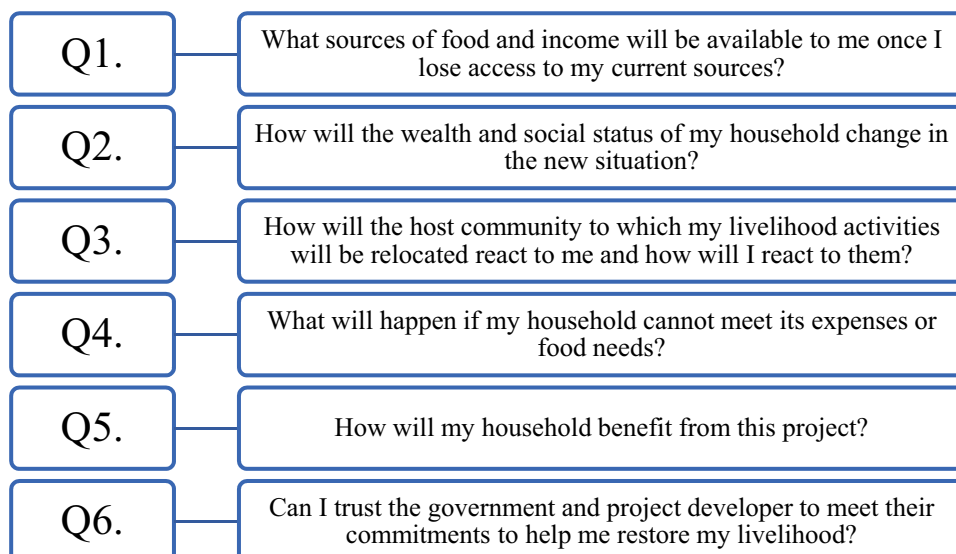 Q1.
What sources of food and income will be available to me once I
lose access to my current sources?
Q2.
How will the wealth and social status of my household change in
the new situation?
Q3.
How will the host community to which my livelihood activities
will be relocated react to me and how will I react to them?
Q4.
What will happen if my household cannot meet its expenses or
food needs?
Q5.
How will my household benefit from this project?
Q6.
Can I trust the government and project developer to meet their
commitments to help me restore my livelihood?